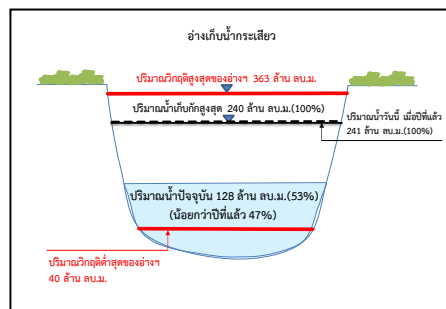 อ่างเก็บน้ำกระเสียว
ปริมาณวิกฤติสูงสุดของอ่างฯ 363 ล้าน ลบ.ม.
ปริมาณน้ำเก็บกักสูงสุด 240 ล้าน ลบ.ม.(100%)
ปริมาณน้ำวันนี้ เมื่อปีที่แล้ว
241 ล้าน ลบ.ม.(100%)
ปริมาณน้ำปัจจุบัน 128 ล้าน ลบ.ม.(53%)
(น้อยกว่าปีที่แล้ว 47%)
ปริมาณวิกฤติต่ำสุดของอ่างฯ
40 ล้าน ลบ.ม.